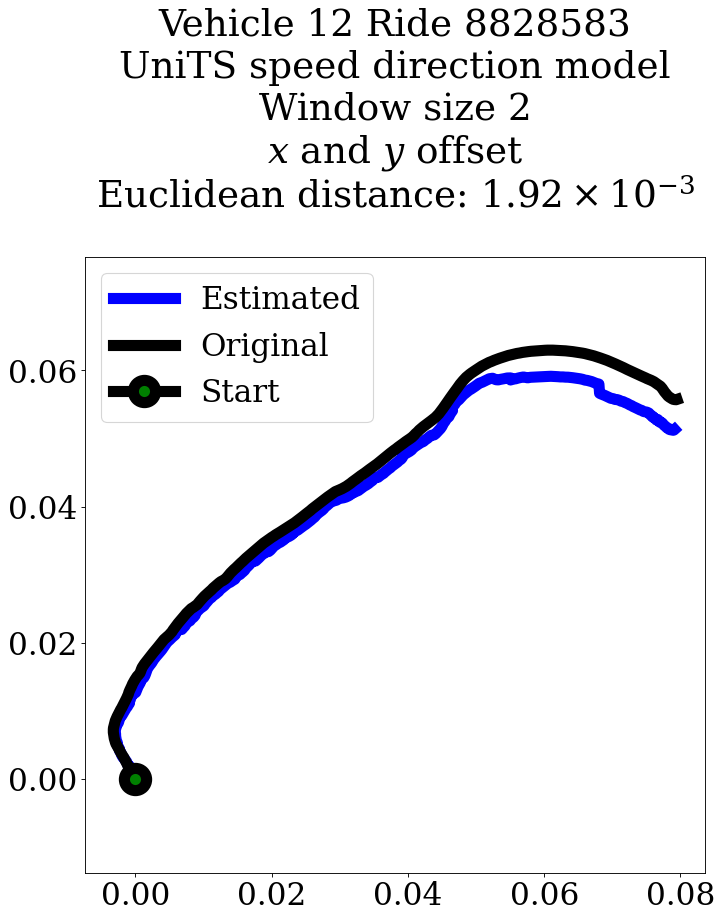 Vehicle 12 Ride 8828583
UniTS speed direction model
Window size 2
x and y offset
Euclidean distance: 1.92 × 10⁻³
Estimated
Original
Start
0.06
0.04
0.02
0.00
0.00 0.02 0.04 0.06 0.08